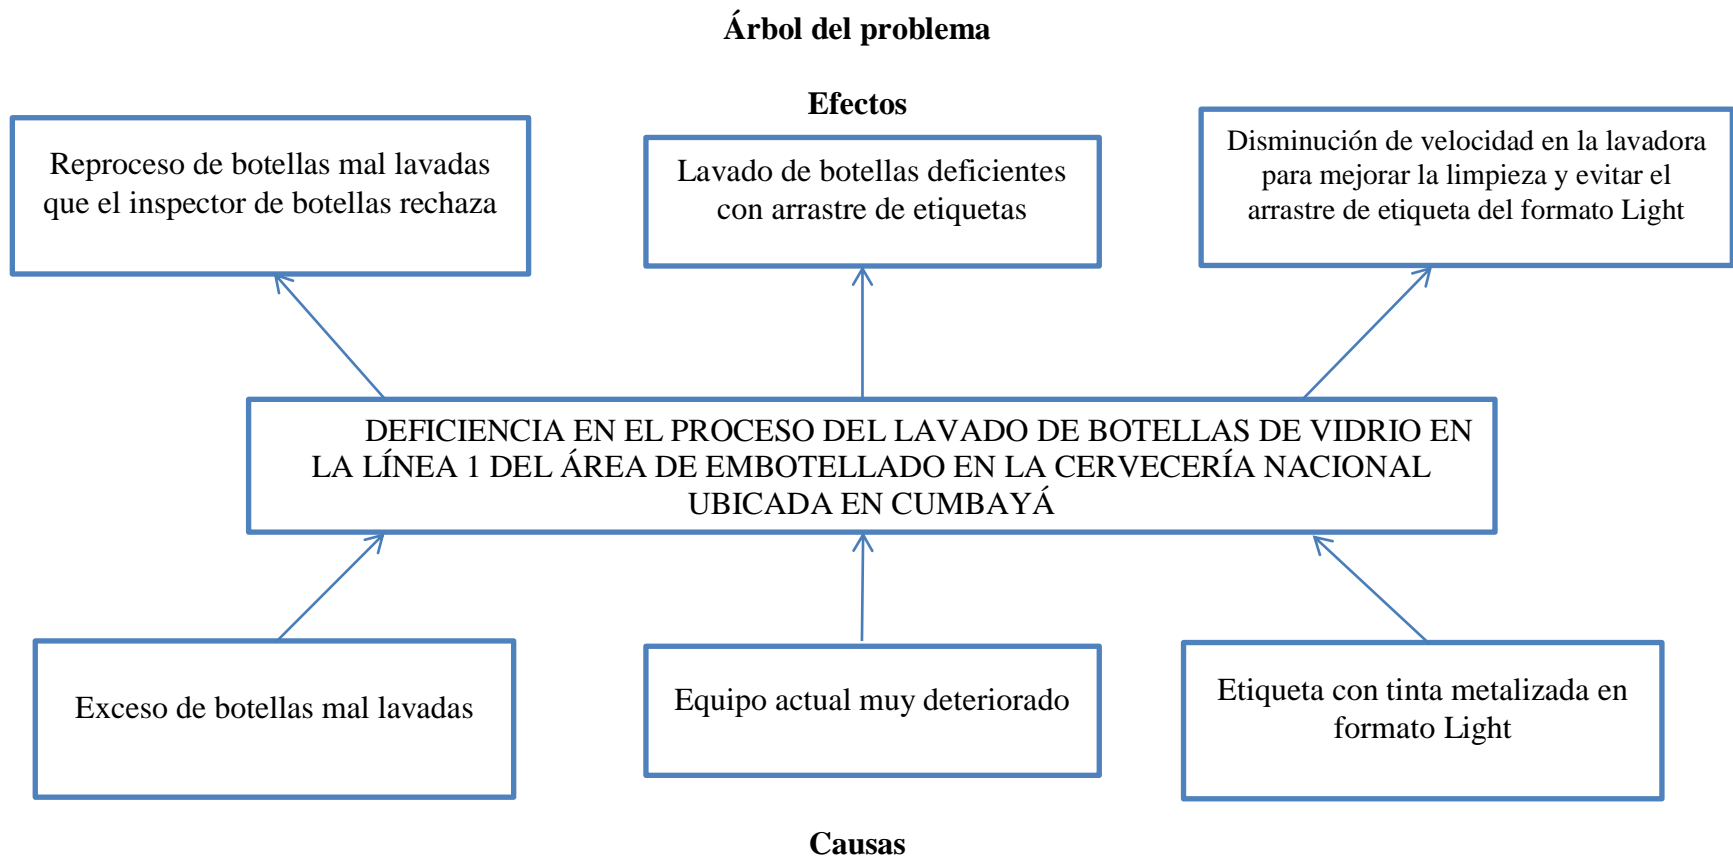 Árbol del problema
Efectos
Reproceso de botellas mal lavadas
que el inspector de botellas rechaza
Lavado de botellas deficientes
con arrastre de etiquetas
Disminución de velocidad en la lavadora
para mejorar la limpieza y evitar el
arrastre de etiqueta del formato Light
DEFICIENCIA EN EL PROCESO DEL LAVADO DE BOTELLAS DE VIDRIO EN
LA LÍNEA 1 DEL ÁREA DE EMBOTELLADO EN LA CERVECERÍA NACIONAL
UBICADA EN CUMBAYÁ
Exceso de botellas mal lavadas
Equipo actual muy deteriorado
Etiqueta con tinta metalizada en
formato Light
Causas